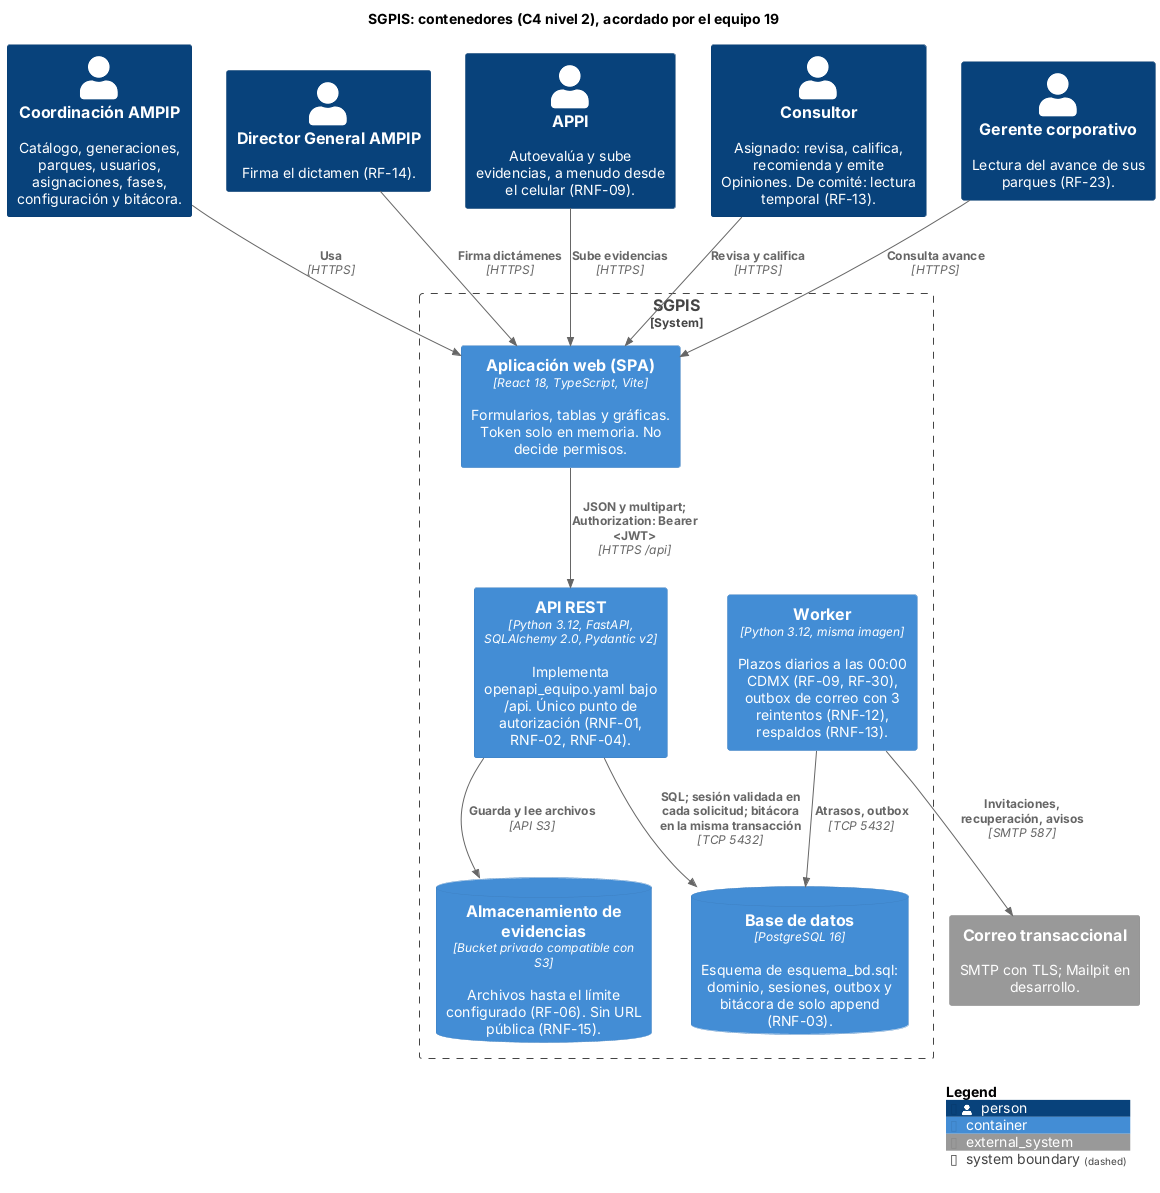 SGPIS: contenedores (C4 nivel 2), acordado por el equipo 19
Coordinación AMPIP
Catálogo, generaciones,
parques, usuarios,
asignaciones, fases,
configuración y bitácora.
Director General AMPIP
Firma el dictamen (RF-14).
APPI
Autoevalúa y sube
evidencias, a menudo desde
el celular (RNF-09).
Consultor
Asignado: revisa, califica,
recomienda y emite
Opiniones. De comité: lectura
temporal (RF-13).
Gerente corporativo
Lectura del avance de sus
parques (RF-23).
Usa
[HTTPS]
Firma dictámenes
[HTTPS]
Sube evidencias
[HTTPS]
Revisa y califica
[HTTPS]
Consulta avance
[HTTPS]
SGPIS
[System]
Aplicación web (SPA)
[React 18, TypeScript, Vite]
Formularios, tablas y gráficas.
Token solo en memoria. No
decide permisos.
JSON y multipart;
Authorization: Bearer
<JWT>
[HTTPS /api]
API REST
[Python 3.12, FastAPI,
SQLAlchemy 2.0, Pydantic v2]
Implementa
openapi_equipo.yaml bajo
/api. Único punto de
autorización (RNF-01,
RNF-02, RNF-04).
Worker
[Python 3.12, misma imagen]
Plazos diarios a las 00:00
CDMX (RF-09, RF-30),
outbox de correo con 3
reintentos (RNF-12),
respaldos (RNF-13).
Guarda y lee archivos
[API S3]
SQL; sesión validada en
cada solicitud; bitácora
en la misma transacción
[TCP 5432]
Atrasos, outbox
[TCP 5432]
Invitaciones,
recuperación, avisos
[SMTP 587]
Almacenamiento de
evidencias
[Bucket privado compatible con
S3]
Archivos hasta el límite
configurado (RF-06). Sin URL
pública (RNF-15).
Base de datos
[PostgreSQL 16]
Esquema de esquema_bd.sql:
dominio, sesiones, outbox y
bitácora de solo append
(RNF-03).
Correo transaccional
SMTP con TLS; Mailpit en
desarrollo.
Legend
person
container
external_system
system boundary (dashed)